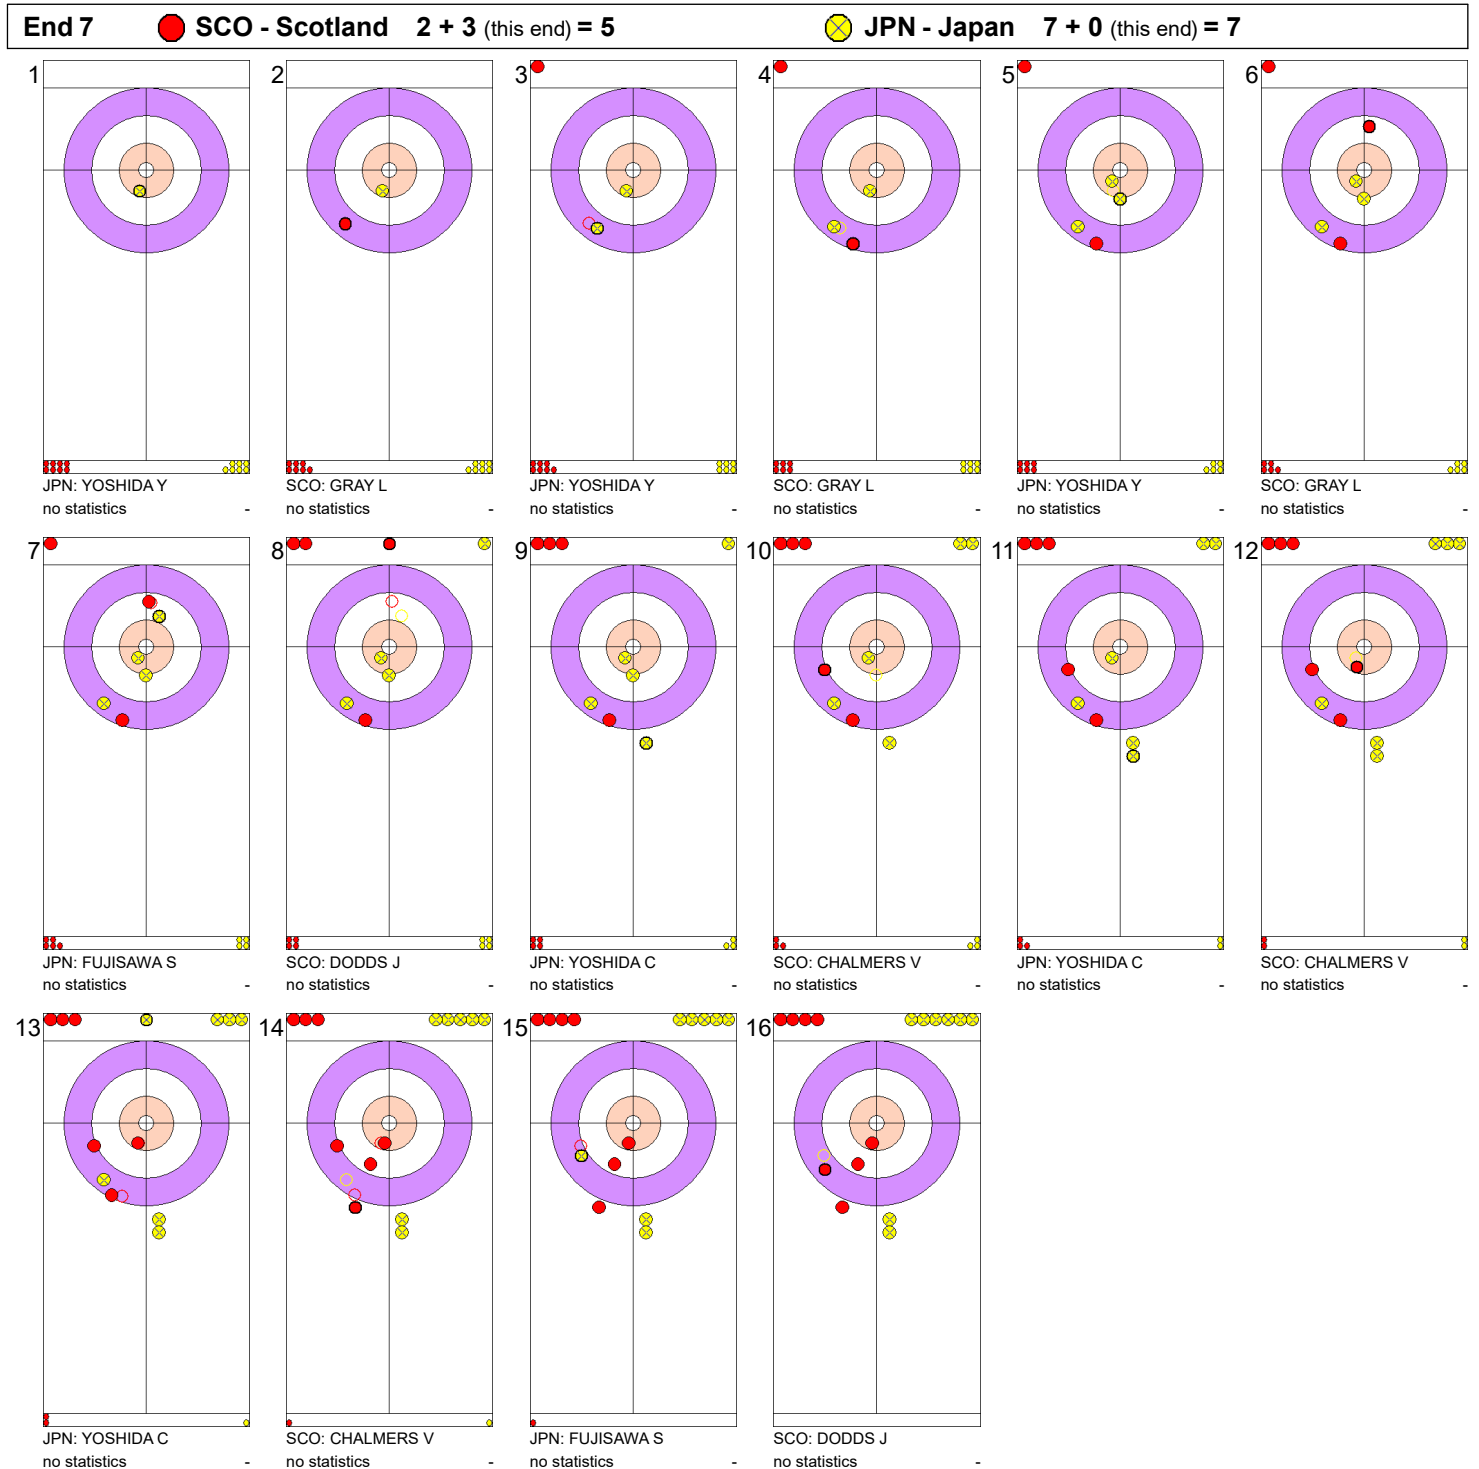 End 7 SCO - Scotland 2 + 3 (this end) = 5 JPN - Japan 7 + 0 (this end) = 7
1 2 3 4 5 6
JPN: YOSHIDA Y SCO: GRAY L JPN: YOSHIDA Y SCO: GRAY L JPN: YOSHIDA Y SCO: GRAY L
no statistics - no statistics - no statistics - no statistics - no statistics - no statistics -
7 8 9 10 11 12
JPN: FUJISAWA S SCO: DODDS J JPN: YOSHIDA C SCO: CHALMERS V JPN: YOSHIDA C SCO: CHALMERS V
no statistics - no statistics - no statistics - no statistics - no statistics - no statistics -
13 14 15 16
JPN: YOSHIDA C SCO: CHALMERS V JPN: FUJISAWA S SCO: DODDS J
no statistics - no statistics - no statistics - no statistics -